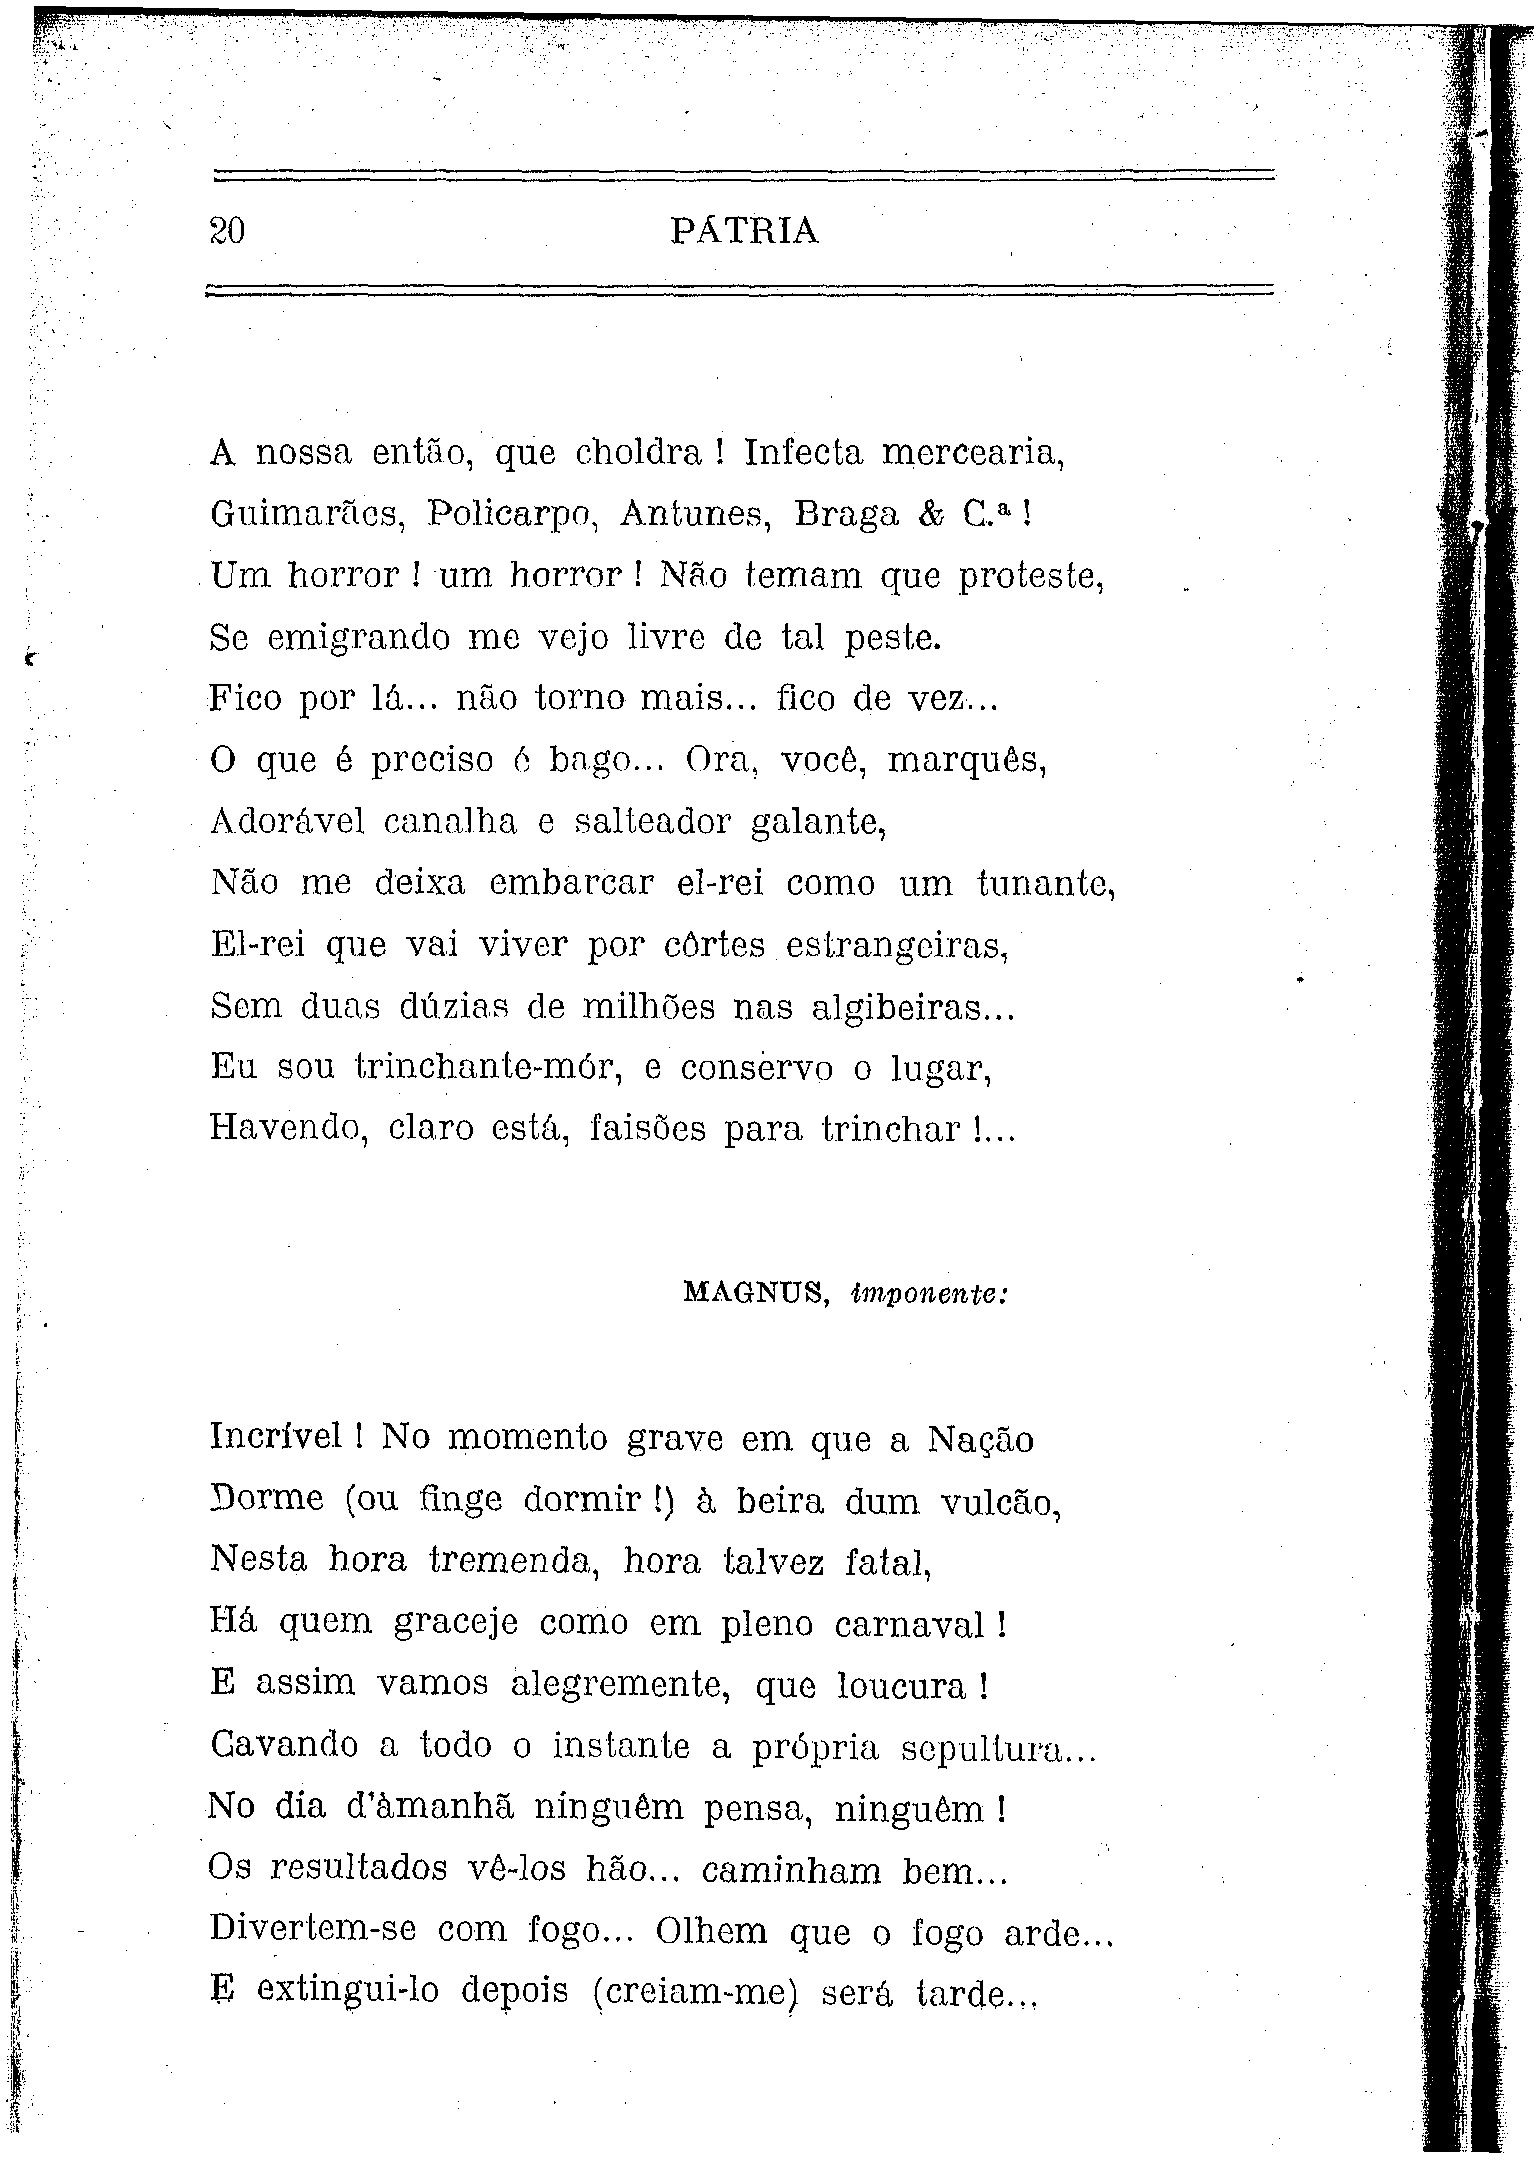 20 PÁTRIA
A nossa então, que choldra ! Infecta mercearia,
Guimarães, Policarpo, Antunes, Braga & C.ª !
Um horror ! um horror ! Não temam que proteste,
Se emigrando me vejo livre de tal peste.
Fico por lá... não torno mais... fico de vez...
O que é preciso é bago... Ora, você, marquês,
Adorável canalha e salteador galante,
Não me deixa embarcar el-rei como um tunante,
El-rei que vai viver por côrtes estrangeiras,
Sem duas dúzias de milhões nas algibeiras...
Eu sou trinchante-mór, e conservo o lugar,
Havendo, claro está, faisões para trinchar !...
MAGNUS, imponente:
Incrível ! No momento grave em que a Nação
Dorme (ou finge dormir !) à beira dum vulcão,
Nesta hora tremenda, hora talvez fatal,
Há quem graceje como em pleno carnaval !
E assim vamos alegremente, que loucura !
Cavando a todo o instante a própria sepultura...
No dia d'àmanhã ninguêm pensa, ninguêm !
Os resultados vê-los hão... caminham bem...
Divertem-se com fogo... Olhem que o fogo arde...
E extingui-lo depois (creiam-me) será tarde...